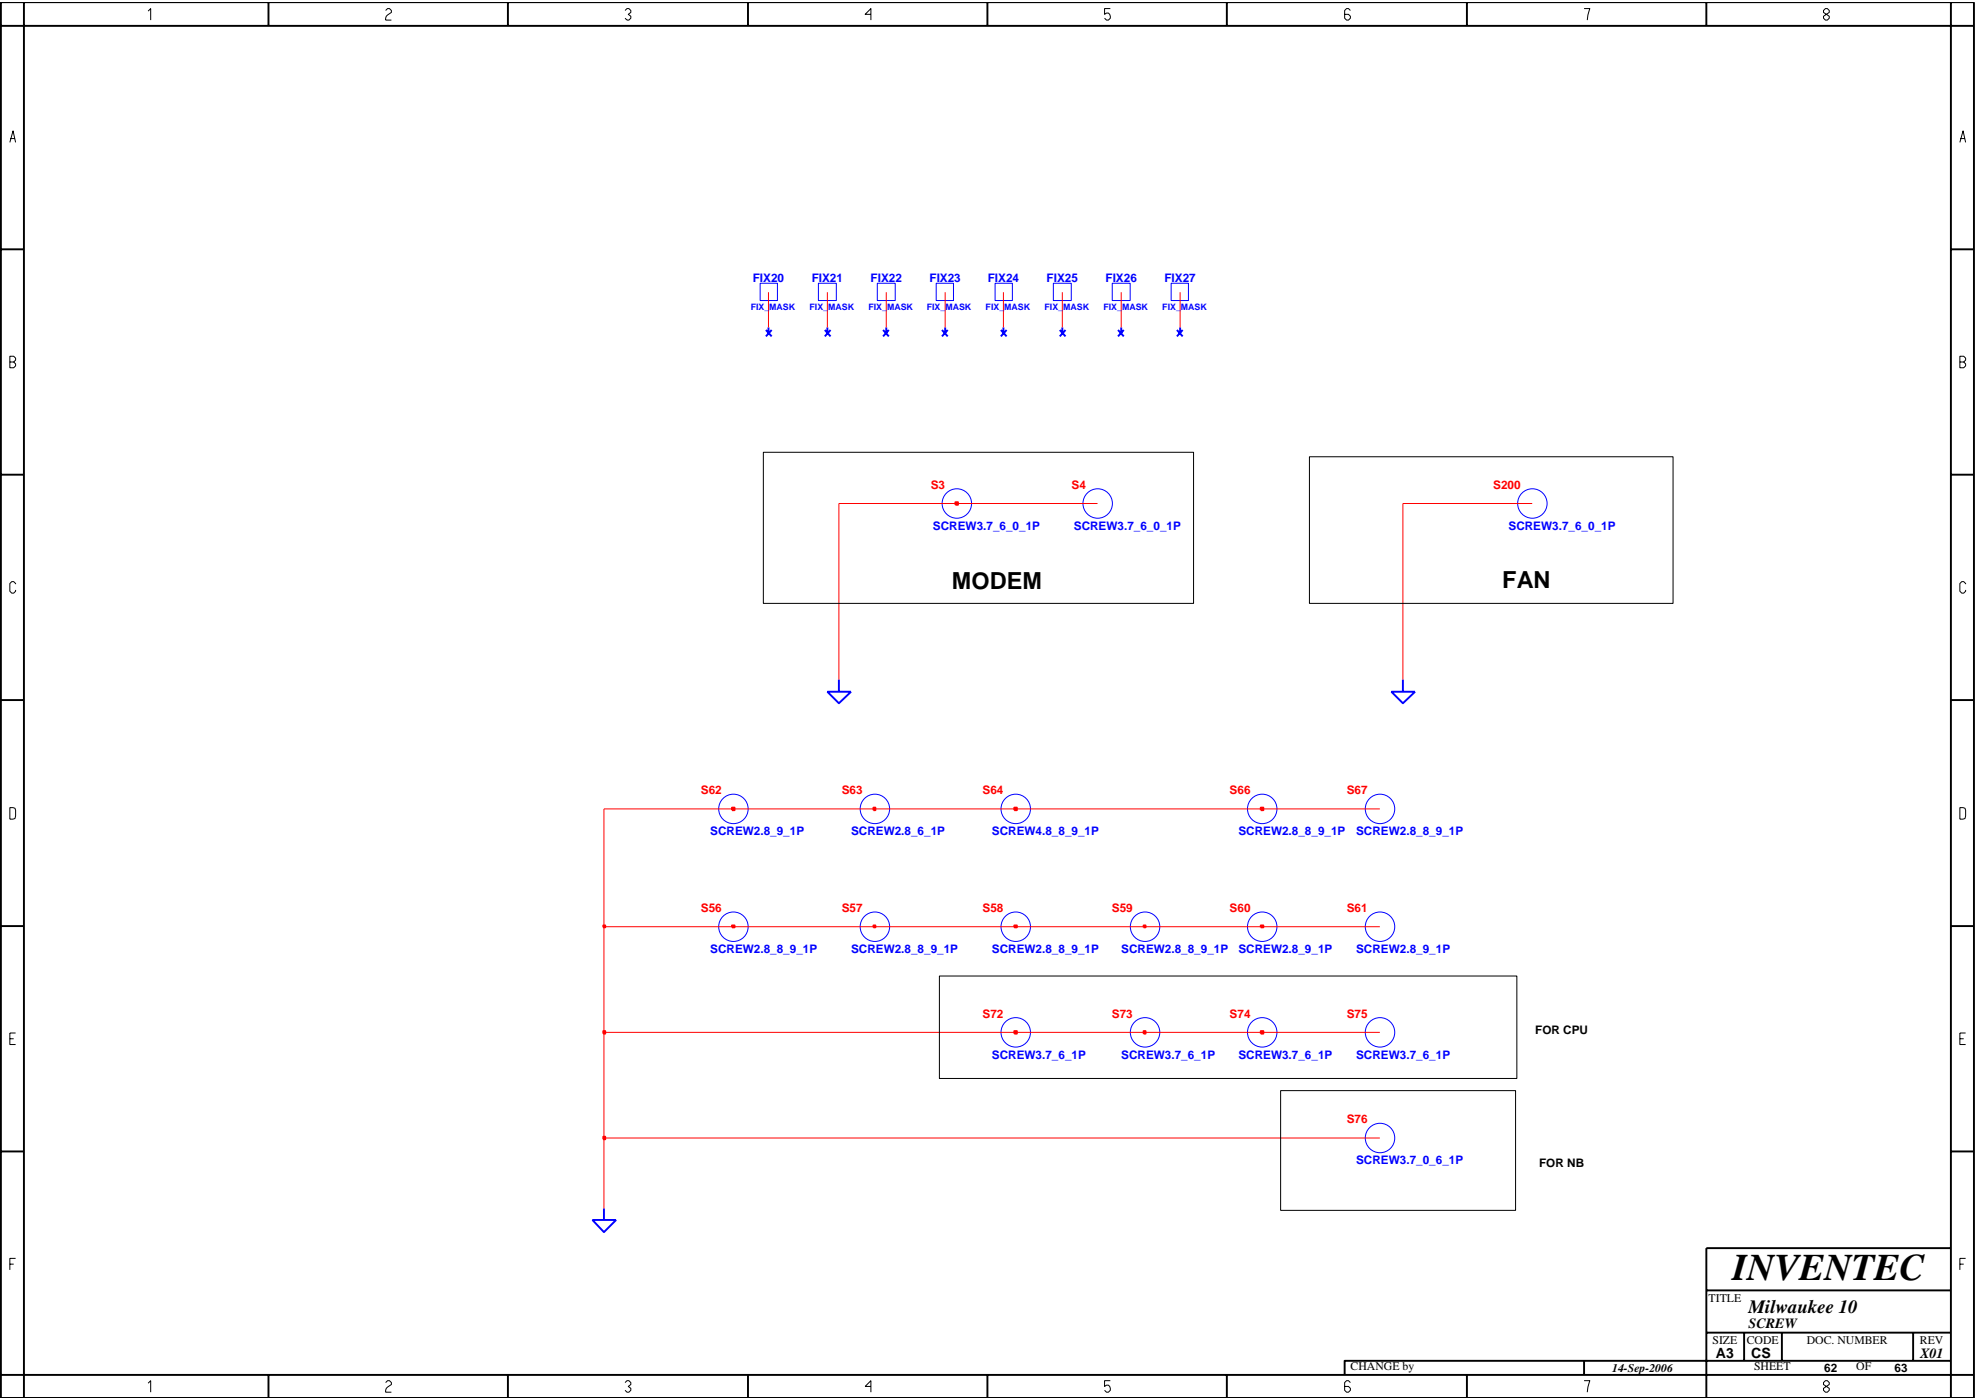 1 2 3 4 5 6 7 8
A A
FIX20 FIX21 FIX22 FIX23 FIX24 FIX25 FIX26 FIX27
FIX_MASK FIX_MASK FIX_MASK FIX_MASK FIX_MASK FIX_MASK FIX_MASK FIX_MASK
B B
S3 S4 S200
SCREW3.7_6_0_1P SCREW3.7_6_0_1P SCREW3.7_6_0_1P
MODEM FAN
C C
S62 S63 S64 S66 S67
D D
SCREW2.8_9_1P SCREW2.8_6_1P SCREW4.8_8_9_1P SCREW2.8_8_9_1P SCREW2.8_8_9_1P
S56 S57 S58 S59 S60 S61
SCREW2.8_8_9_1P SCREW2.8_8_9_1P SCREW2.8_8_9_1P SCREW2.8_8_9_1P SCREW2.8_9_1P SCREW2.8_9_1P
S72 S73 S74 S75
FOR CPU
E E
SCREW3.7_6_1P SCREW3.7_6_1P SCREW3.7_6_1P SCREW3.7_6_1P
S76
SCREW3.7_0_6_1P
FOR NB
F F
INVENTEC
TITLE Milwaukee 10
SCREW
SIZE CODE DOC. NUMBER REV
A3 CS X01
CHANGE by 14-Sep-2006 SHEET 62 OF 63
1 2 3 4 5 6 7 8